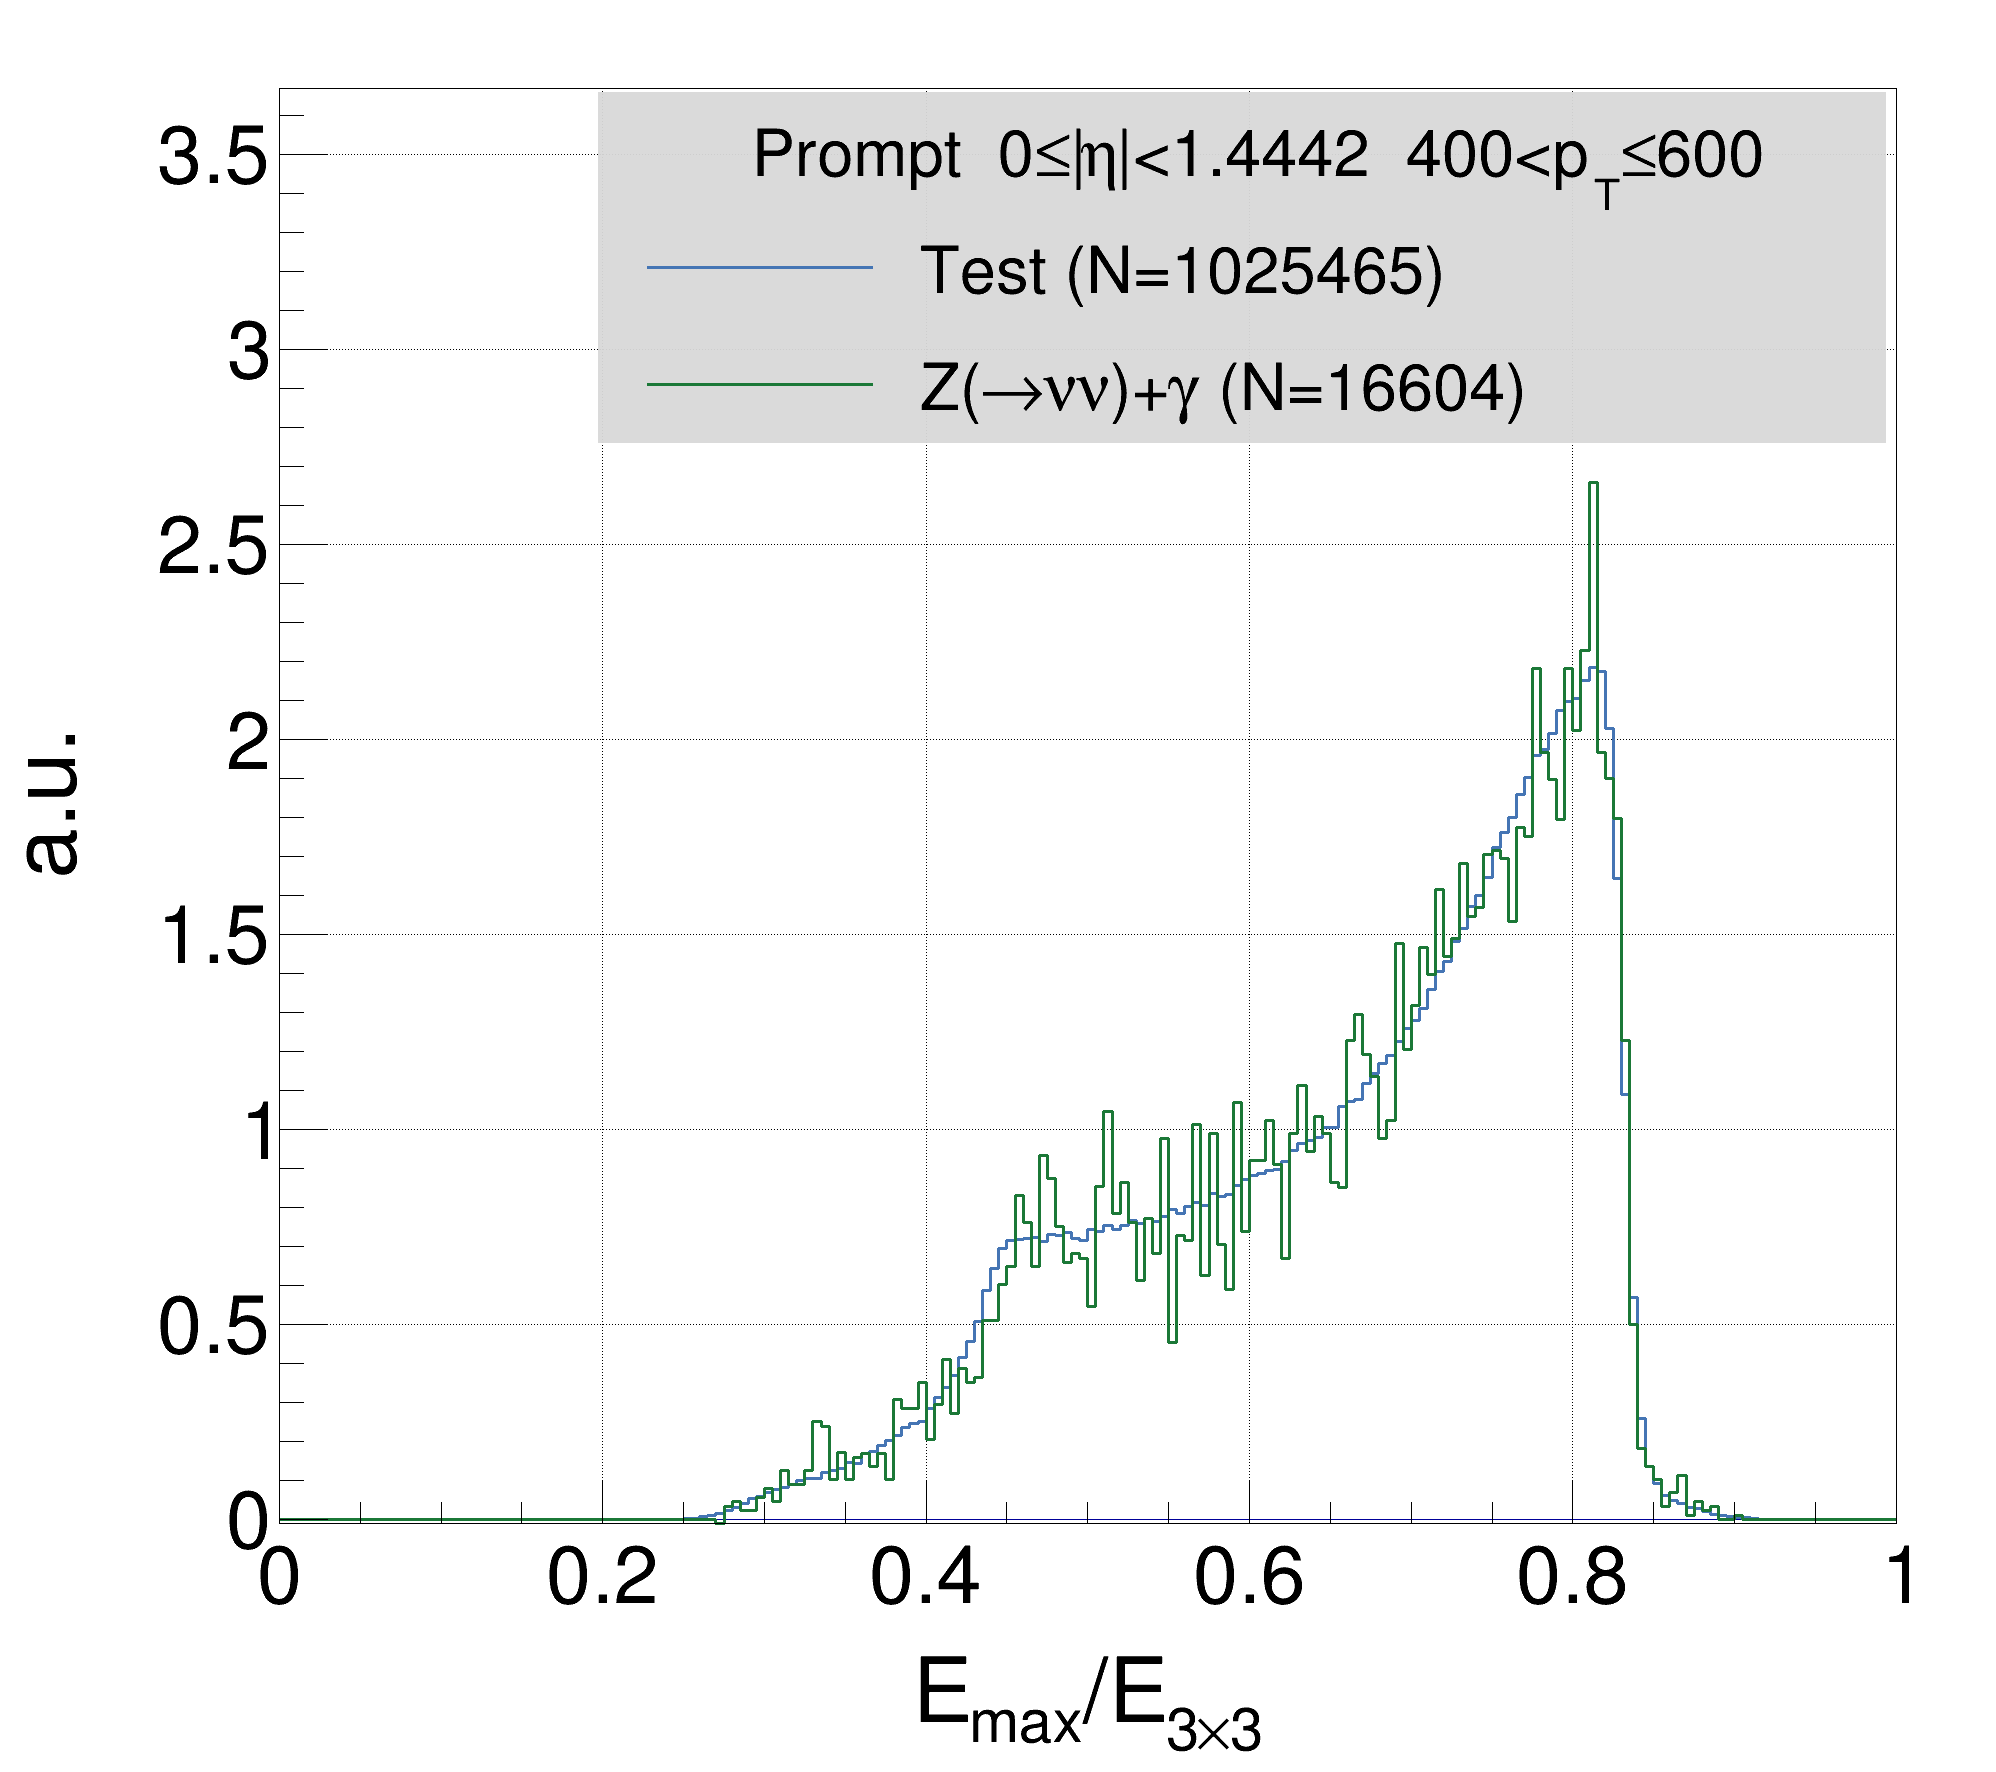 Prompt 0≤|η|<1.4442 400<p_T≤600
Test (N=1025465)
Z(→νν)+γ (N=16604)
3.5
3
2.5
2
1.5
1
0.5
0
a.u.
0 0.2 0.4 0.6 0.8 1
E_max/E_3×3